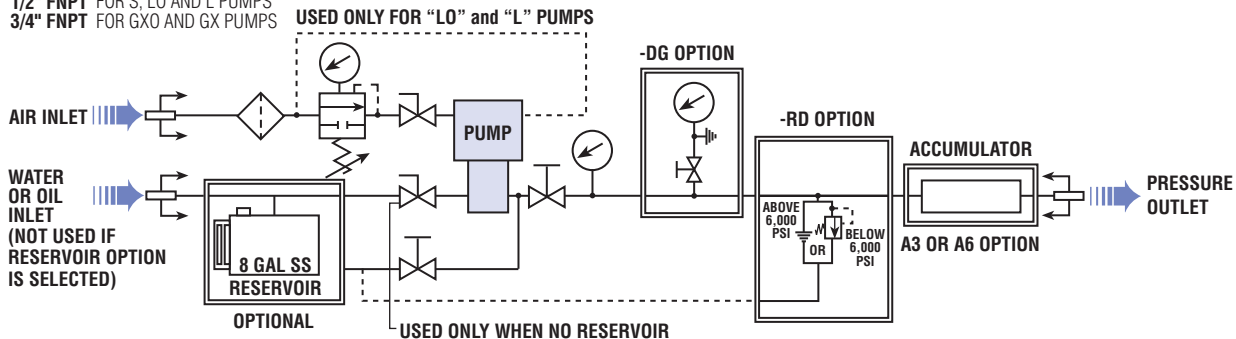 1/2" FNPT FOR S, LO AND L PUMPS
3/4" FNPT FOR GXO AND GX PUMPS
USED ONLY FOR “LO” and “L” PUMPS
-DG OPTION
AIR INLET
PUMP
-RD OPTION
ACCUMULATOR
WATER
OR OIL
INLET
(NOT USED IF
RESERVOIR OPTION
IS SELECTED)
PRESSURE
OUTLET
ABOVE
6,000
PSI
OR
BELOW
6,000
PSI
A3 OR A6 OPTION
8 GAL SS
RESERVOIR
OPTIONAL
USED ONLY WHEN NO RESERVOIR